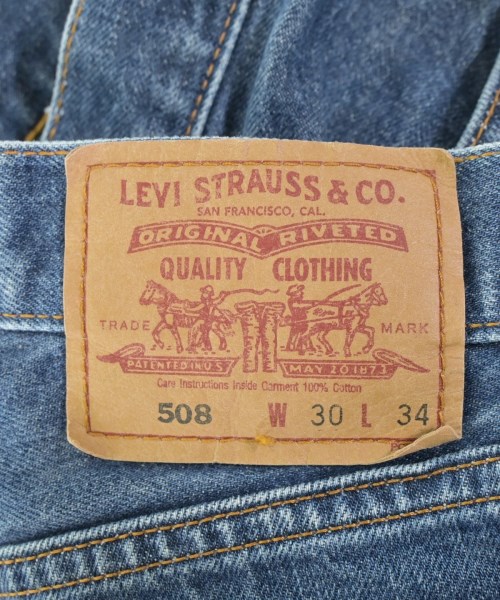 LEVI STRAUSS & CO.
SAN FRANCISCO, CAL.
ORIGINAL RIVETED
QUALITY CLOTHING
TRADE MARK
PATENTED IN U.S. MAY 20 1873
Care Instructions Inside Garment 100% Cotton
508 W 30 L 34